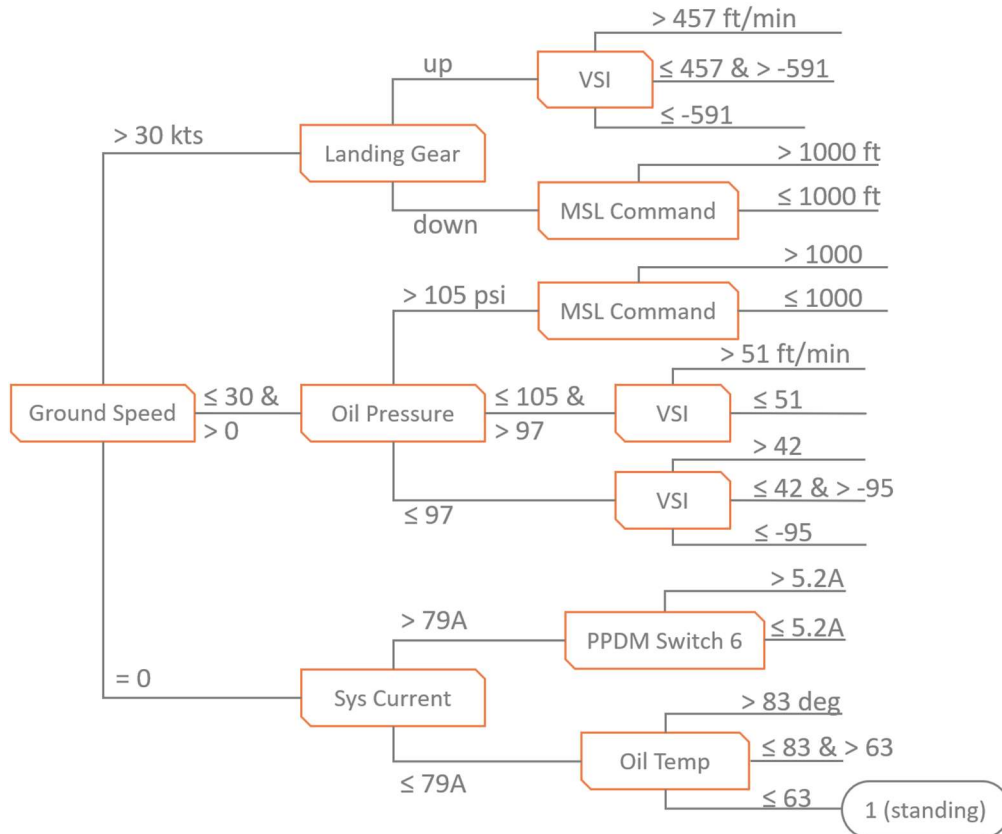 > 457 ft/min
up
VSI
≤ 457 & > -591
≤ -591
> 30 kts
Landing Gear
> 1000 ft
down
MSL Command
≤ 1000 ft
> 1000
> 105 psi
MSL Command
≤ 1000
> 51 ft/min
Ground Speed
≤ 30 &
> 0
Oil Pressure
≤ 105 &
> 97
VSI
≤ 51
> 42
≤ 97
VSI
≤ 42 & > -95
≤ -95
> 5.2A
> 79A
PPDM Switch 6
≤ 5.2A
= 0
Sys Current
> 83 deg
≤ 79A
Oil Temp
≤ 83 & > 63
≤ 63
1 (standing)